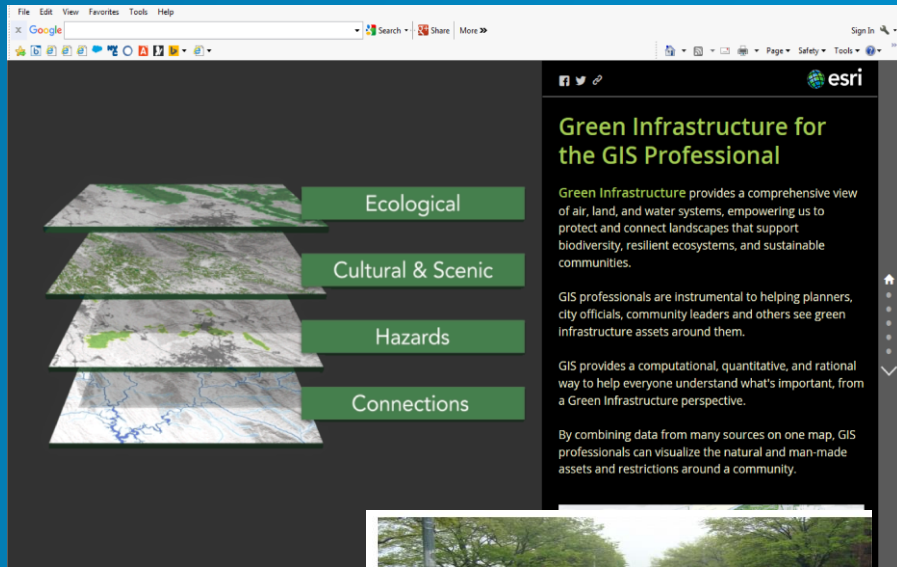 File Edit View Favorites Tools Help
x Google Search Share More »
Sign In
Page Safety Tools
esri
Green Infrastructure for
the GIS Professional
Green Infrastructure provides a comprehensive view
of air, land, and water systems, empowering us to
protect and connect landscapes that support
biodiversity, resilient ecosystems, and sustainable
communities.
GIS professionals are instrumental to helping planners,
city officials, community leaders and others see green
infrastructure assets around them.
GIS provides a computational, quantitative, and rational
way to help everyone understand what's important, from
a Green Infrastructure perspective.
By combining data from many sources on one map, GIS
professionals can visualize the natural and man-made
assets and restrictions around a community.
Ecological
Cultural & Scenic
Hazards
Connections